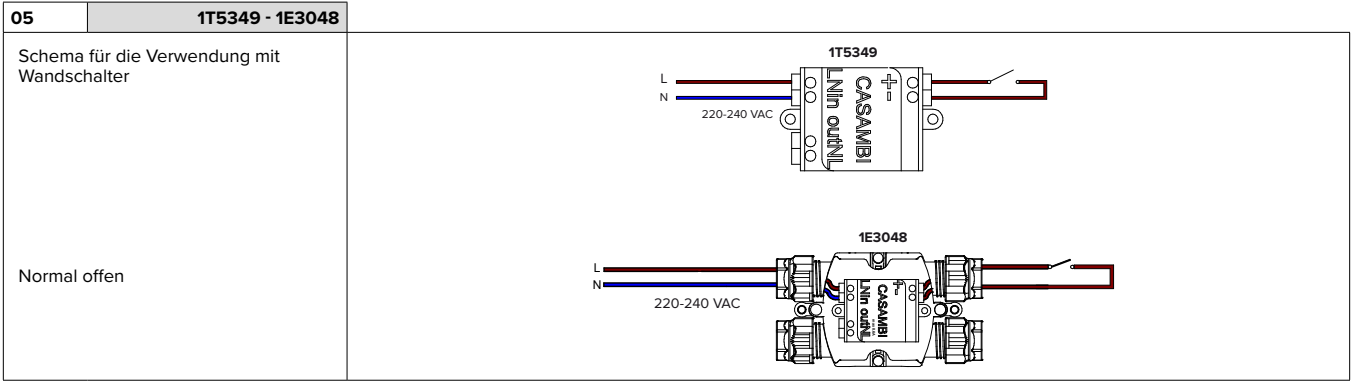 05 1T5349 - 1E3048
Schema für die Verwendung mit
Wandschalter
1T5349
L
N
220-240 VAC
LNin outNL
CASAMBI
+-
Normal offen
1E3048
L
N
220-240 VAC
LNin outNL
CASAMBI
+-